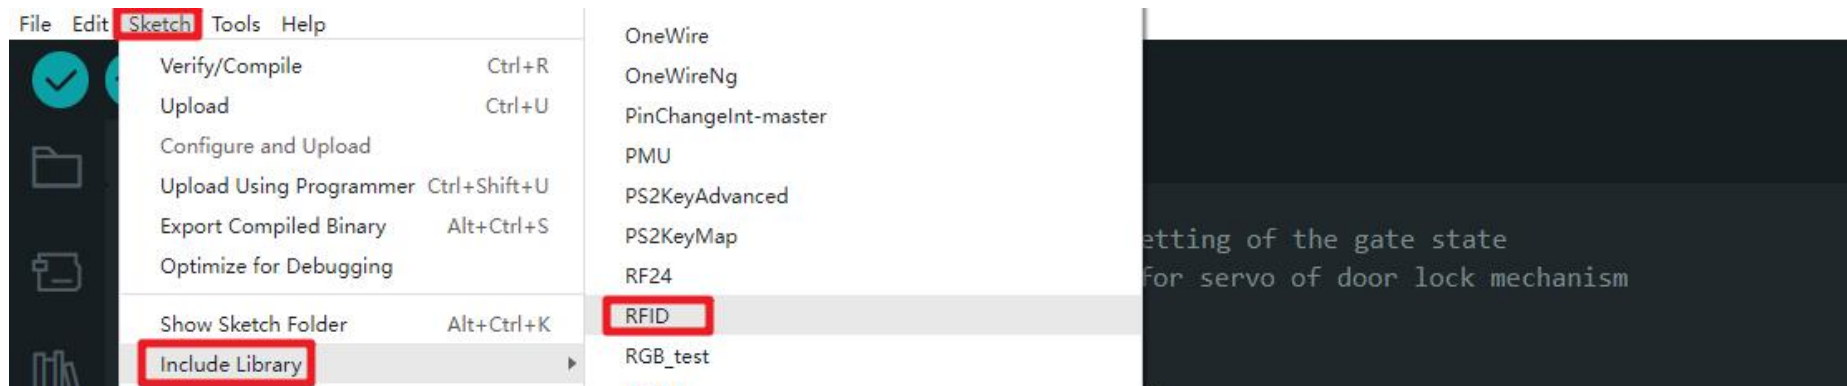 File Edit Sketch Tools Help
Verify/Compile Ctrl+R
Upload Ctrl+U
Configure and Upload
Upload Using Programmer Ctrl+Shift+U
Export Compiled Binary Alt+Ctrl+S
Optimize for Debugging
Show Sketch Folder Alt+Ctrl+K
Include Library
OneWire
OneWireNg
PinChangeInt-master
PMU
PS2KeyAdvanced
PS2KeyMap
RF24
RFID
RGB_test
etting of the gate state
for servo of door lock mechanism